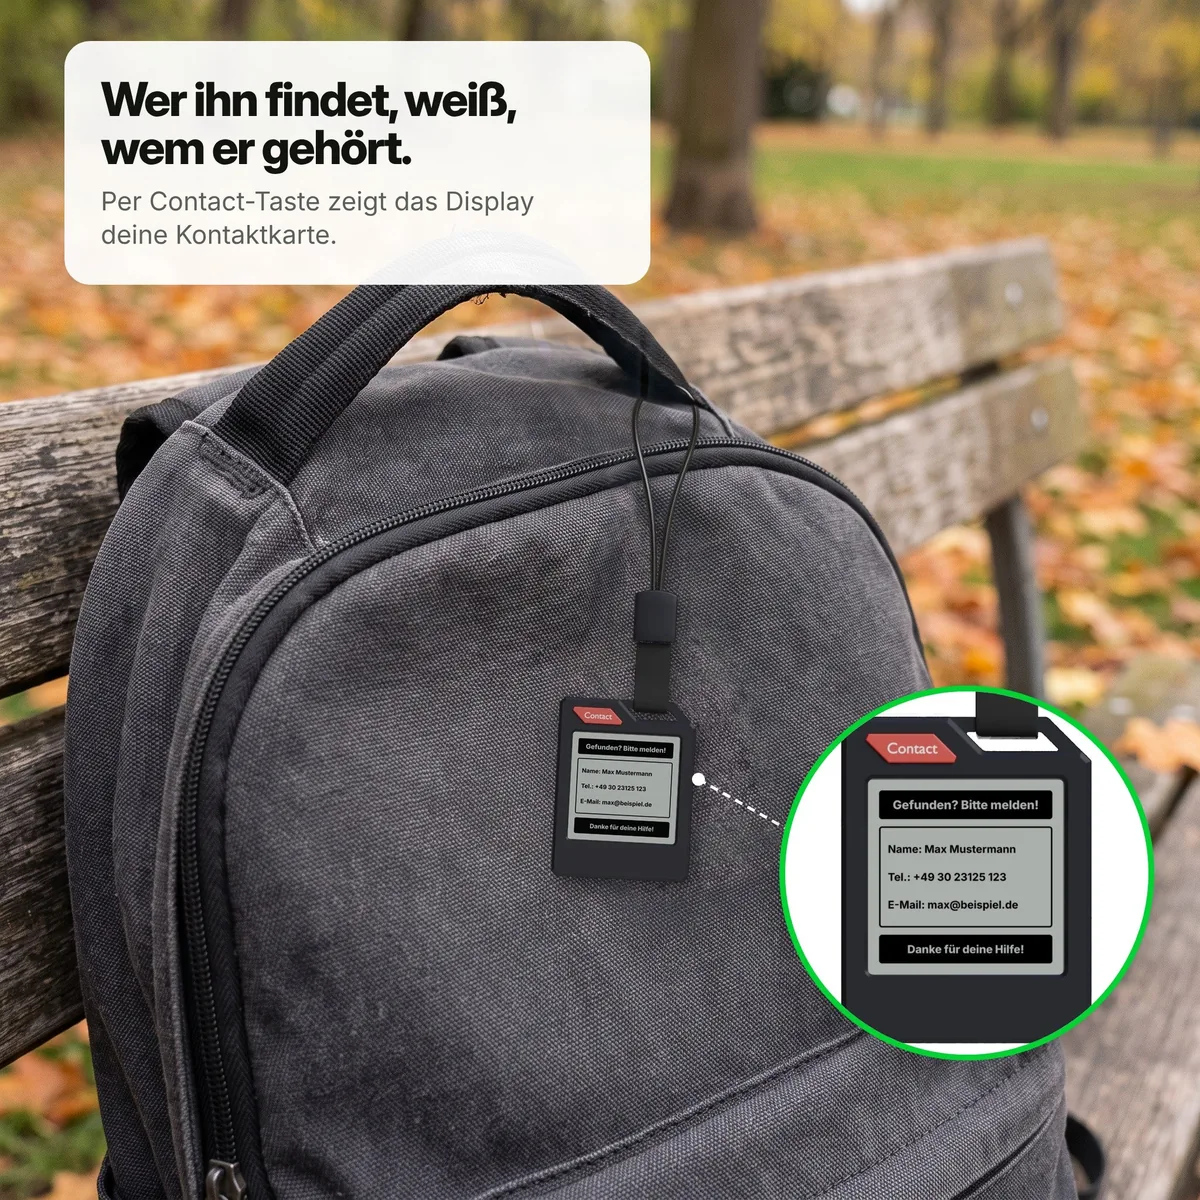 Wer ihn findet, weiß,
wem er gehört.
Per Contact-Taste zeigt das Display
deine Kontaktkarte.
Contact
Gefunden? Bitte melden!
Name: Max Mustermann
Tel.: +49 30 23125 123
E-Mail: max@beispiel.de
Danke für deine Hilfe!
Contact
Gefunden? Bitte melden!
Name: Max Mustermann
Tel.: +49 30 23125 123
E-Mail: max@beispiel.de
Danke für deine Hilfe!